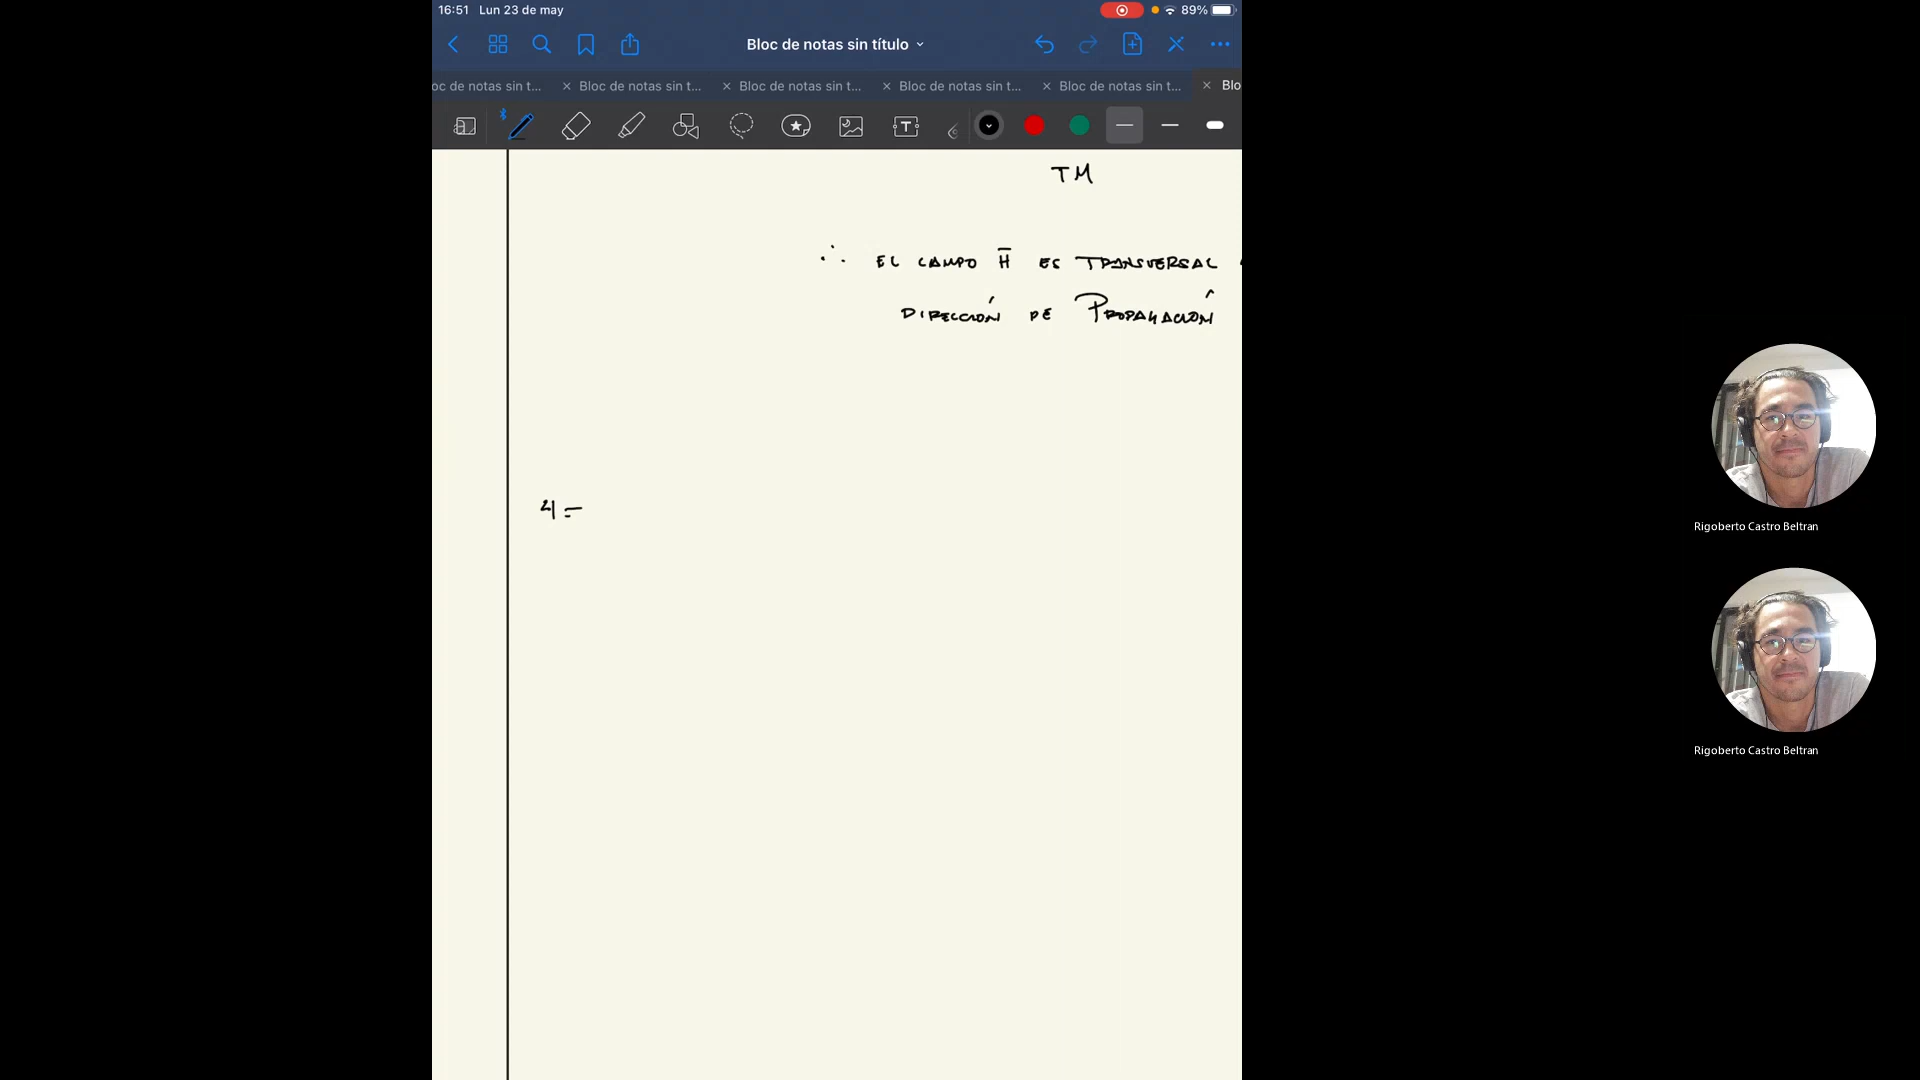 16:51 Lun 23 de may 89%
Bloc de notas sin título
oc de notas sin t... × Bloc de notas sin t... × Bloc de notas sin t... × Bloc de notas sin t... × Bloc de notas sin t... × Blo
T
TM
∴ EL CAMPO H̅ ES TRANSVERSAL
DIRECCIÓN DE PROPAGACIÓN
4=
Rigoberto Castro Beltran
Rigoberto Castro Beltran